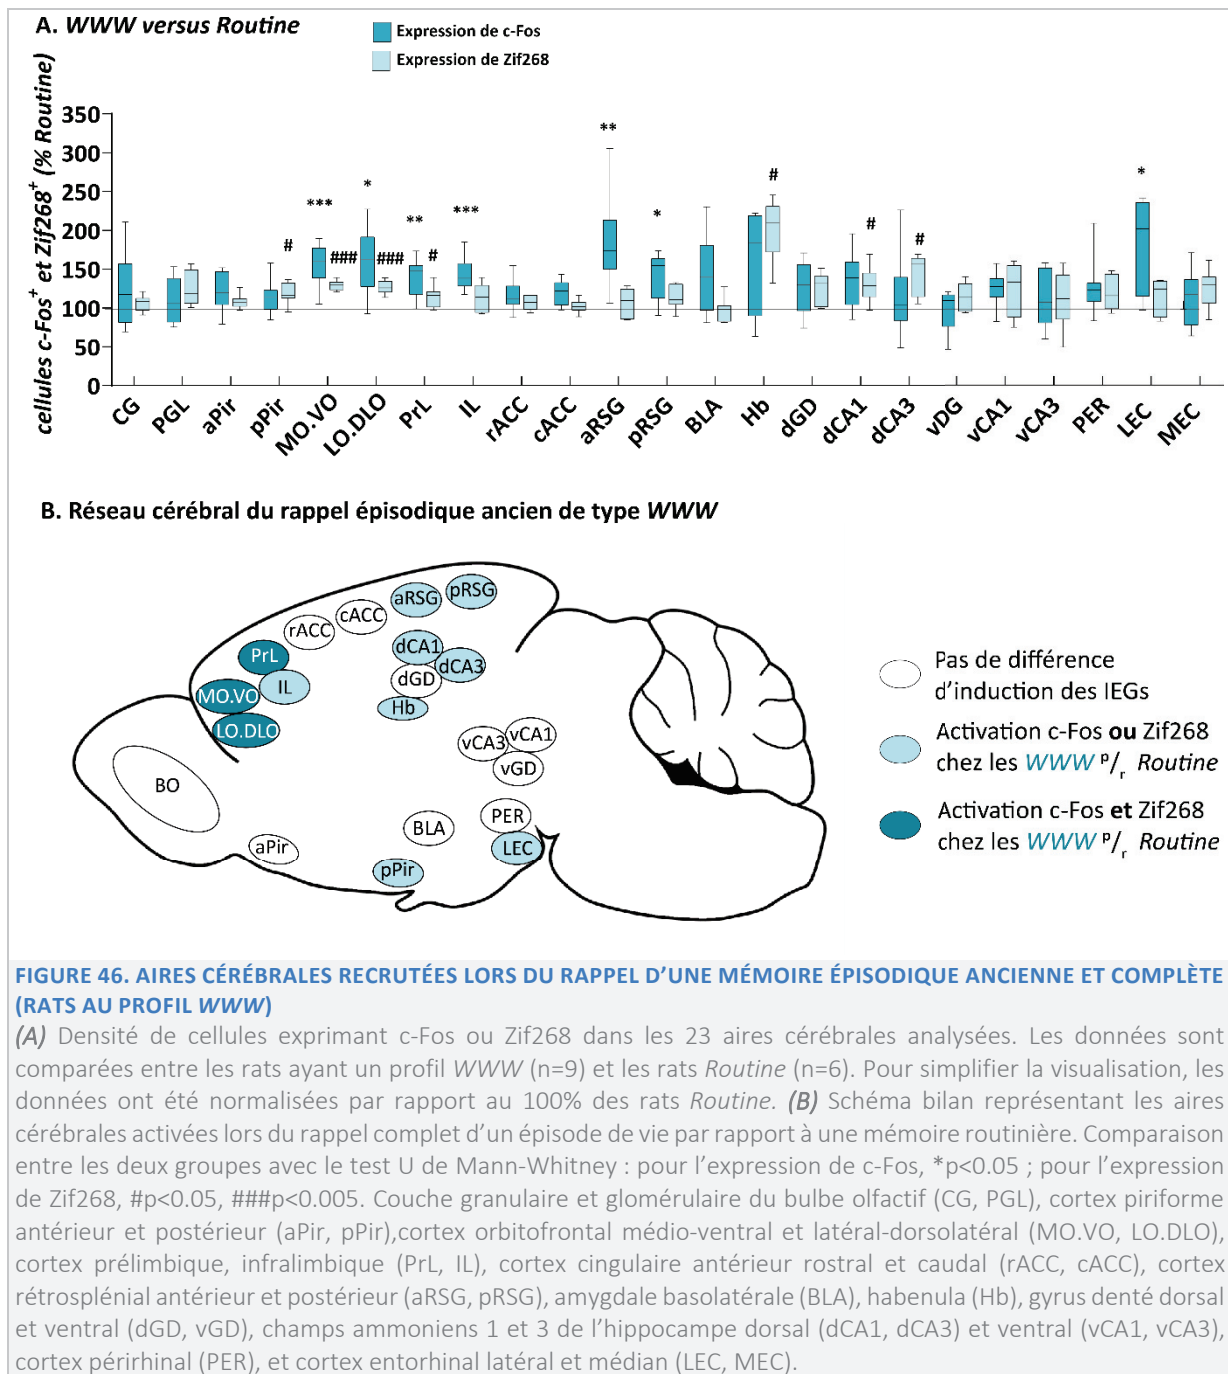 A. WWW versus Routine
Expression de c-Fos
Expression de Zif268
cellules c-Fos+ et Zif268+ (% Routine)
350
300
250
200
150
100
50
0
** 
* 
# 
* 
*** 
* 
** 
*** 
# 
### 
### 
# 
# 
#
CG PGL aPir pPir MO.VO LO.DLO PrL IL rACC cACC aRSG pRSG BLA Hb dGD dCA1 dCA3 vDG vCA1 vCA3 PER LEC MEC
B. Réseau cérébral du rappel épisodique ancien de type WWW
aRSG pRSG
cACC
rACC
PrL
dCA1
dCA3
IL
dGD
MO.VO
Hb
LO.DLO
vCA3 vCA1
vGD
BO
PER
BLA
aPir
LEC
pPir
Pas de différence
d'induction des IEGs
Activation c-Fos ou Zif268
chez les WWW p/r Routine
Activation c-Fos et Zif268
chez les WWW p/r Routine
FIGURE 46. AIRES CÉRÉBRALES RECRUTÉES LORS DU RAPPEL D'UNE MÉMOIRE ÉPISODIQUE ANCIENNE ET COMPLÈTE
(RATS AU PROFIL WWW)
(A) Densité de cellules exprimant c-Fos ou Zif268 dans les 23 aires cérébrales analysées. Les données sont
comparées entre les rats ayant un profil WWW (n=9) et les rats Routine (n=6). Pour simplifier la visualisation, les
données ont été normalisées par rapport au 100% des rats Routine. (B) Schéma bilan représentant les aires
cérébrales activées lors du rappel complet d'un épisode de vie par rapport à une mémoire routinière. Comparaison
entre les deux groupes avec le test U de Mann-Whitney : pour l'expression de c-Fos, *p<0.05 ; pour l'expression
de Zif268, #p<0.05, ###p<0.005. Couche granulaire et glomérulaire du bulbe olfactif (CG, PGL), cortex piriforme
antérieur et postérieur (aPir, pPir),cortex orbitofrontal médio-ventral et latéral-dorsolatéral (MO.VO, LO.DLO),
cortex prélimbique, infralimbique (PrL, IL), cortex cingulaire antérieur rostral et caudal (rACC, cACC), cortex
rétrosplénial antérieur et postérieur (aRSG, pRSG), amygdale basolatérale (BLA), habenula (Hb), gyrus denté dorsal
et ventral (dGD, vGD), champs ammoniens 1 et 3 de l'hippocampe dorsal (dCA1, dCA3) et ventral (vCA1, vCA3),
cortex périrhinal (PER), et cortex entorhinal latéral et médian (LEC, MEC).